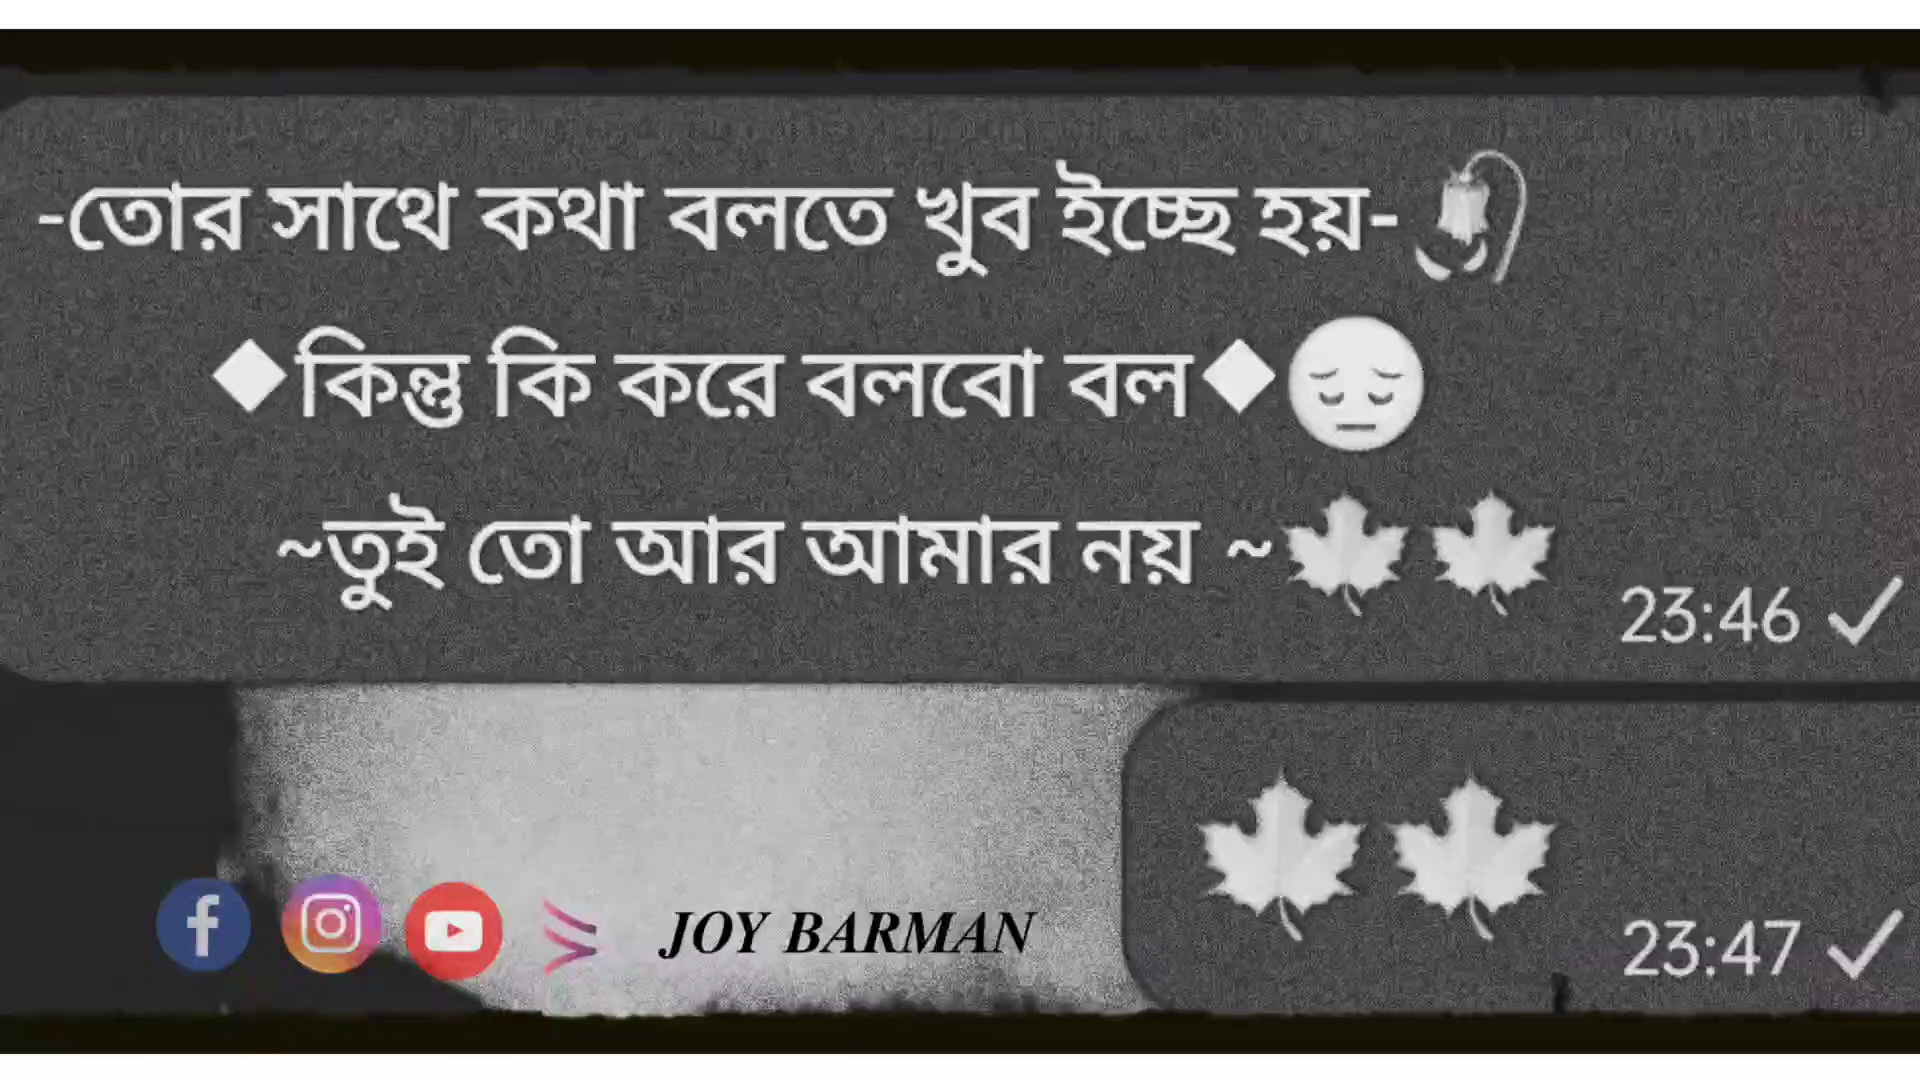 -তোর সাথে কথা বলতে খুব ইচ্ছে হয়-🥀
◆কিন্তু কি করে বলবো বল◆😔
~তুই তো আর আমার নয় ~🍁🍁
23:46 ✓
🍁🍁
23:47 ✓
JOY BARMAN